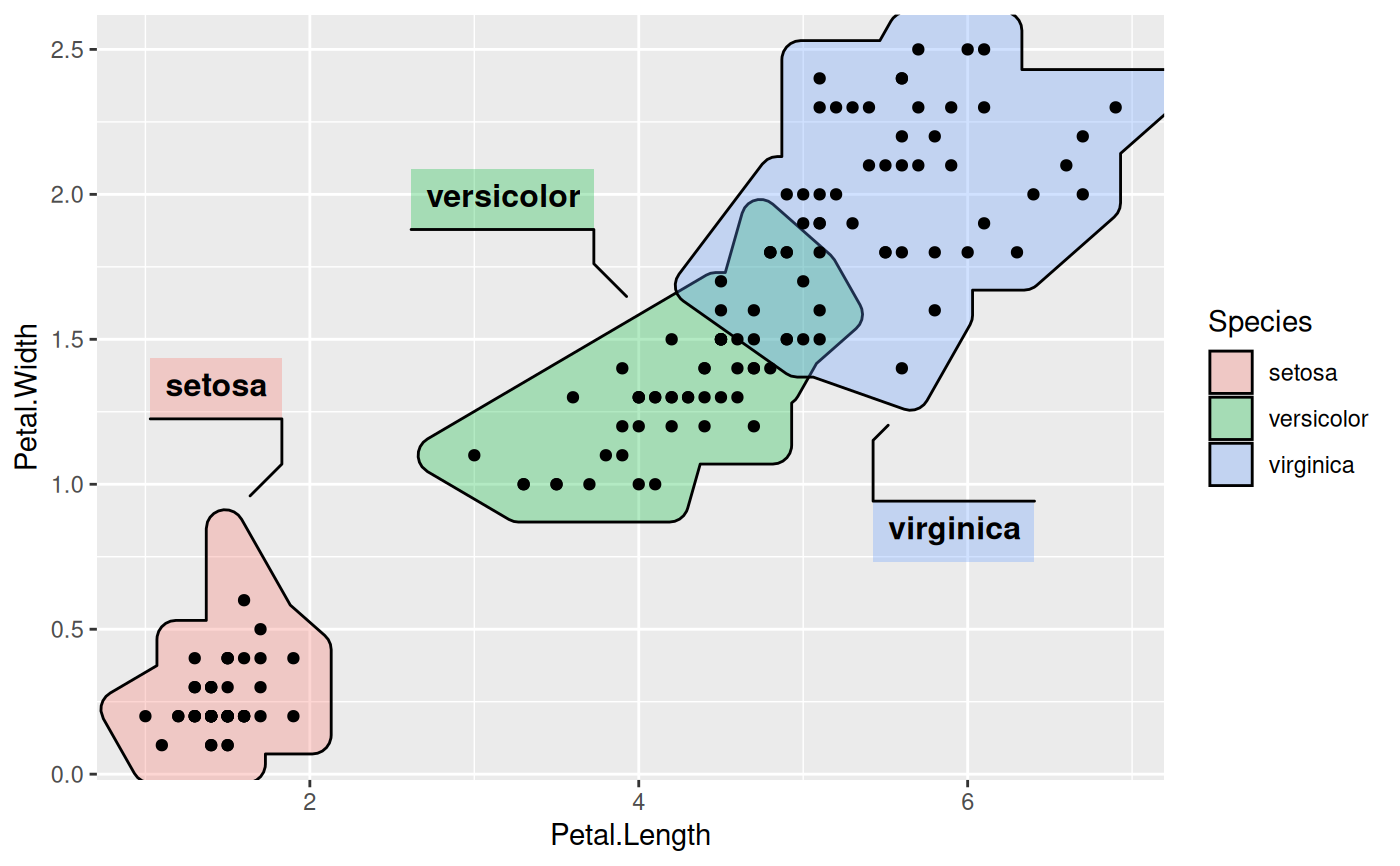 2.5
2.0
1.5
1.0
0.5
0.0
Petal.Width
versicolor
setosa
virginica
2
4
6
Petal.Length
Species
setosa
versicolor
virginica